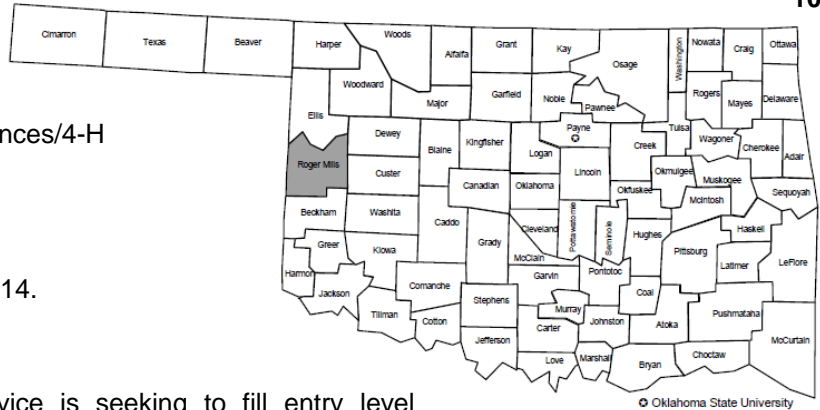 10
Cimarron Texas Beaver Harper Woods Alfalfa Grant Kay Osage Washington Nowata Craig Ottawa
Woodward Major Garfield Noble Pawnee Rogers Mayes Delaware
nces/4-H
Ellis Dewey Blaine Kingfisher Logan Payne Creek Tulsa Wagoner Cherokee Adair
Roger Mills Custer Canadian Oklahoma Lincoln Okfuskee Okmulgee Muskogee McIntosh Sequoyah
Beckham Washita Caddo Grady Cleveland Pottawatomie Seminole Hughes Pittsburg Haskell
Harmon Greer Kiowa McClain Garvin Pontotoc Latimer LeFlore
14.
Jackson Comanche Stephens Murray Coal Pushmataha
Tillman Cotton Carter Johnston Atoka McCurtain
Jefferson Love Marshall Bryan Choctaw
vice is seeking to fill entry level
Oklahoma State University